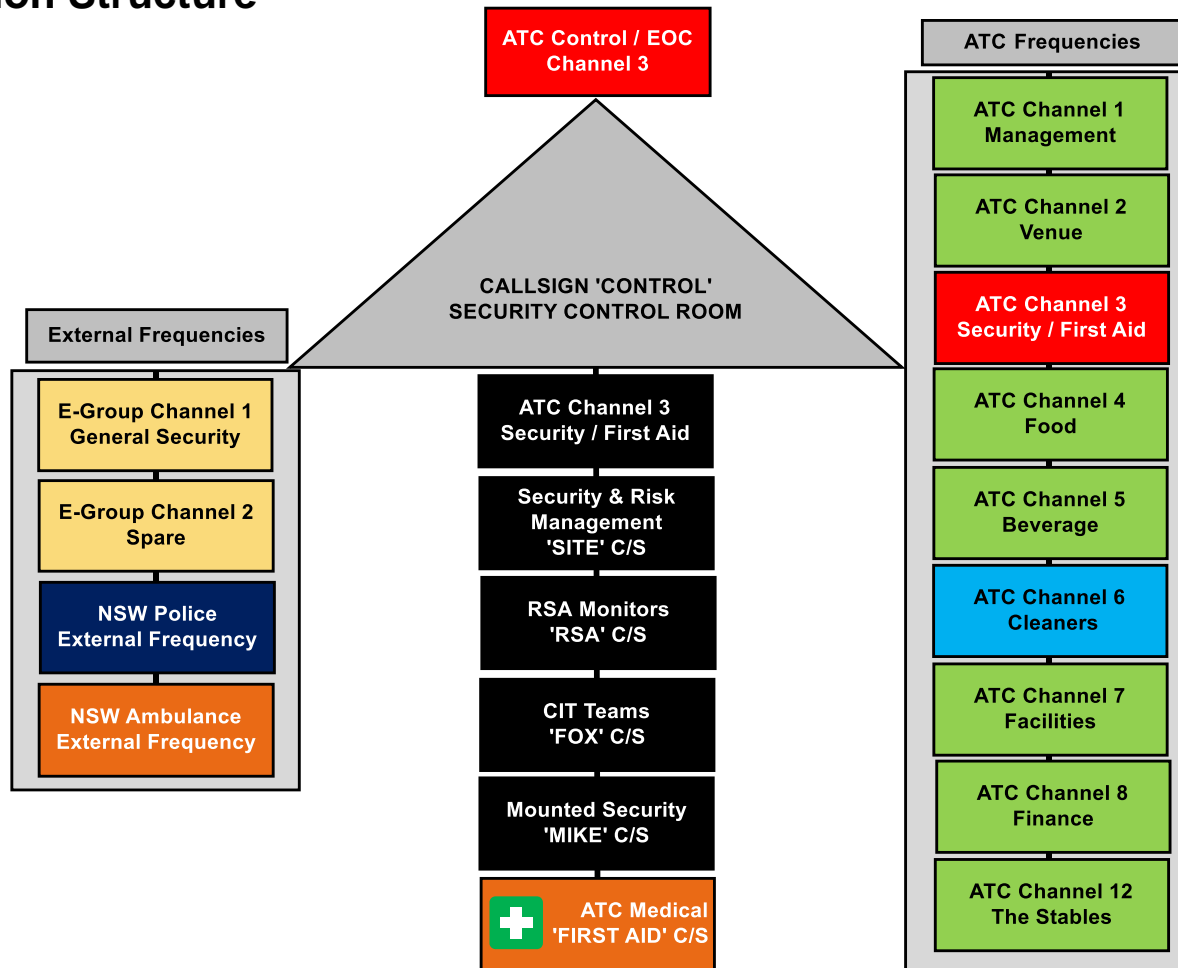 ATC Control / EOC
Channel 3
CALLSIGN 'CONTROL'
SECURITY CONTROL ROOM
External Frequencies
E-Group Channel 1
General Security
E-Group Channel 2
Spare
NSW Police
External Frequency
NSW Ambulance
External Frequency
ATC Channel 3
Security / First Aid
Security & Risk
Management
'SITE' C/S
RSA Monitors
'RSA' C/S
CIT Teams
'FOX' C/S
Mounted Security
'MIKE' C/S
ATC Medical
'FIRST AID' C/S
ATC Frequencies
ATC Channel 1
Management
ATC Channel 2
Venue
ATC Channel 3
Security / First Aid
ATC Channel 4
Food
ATC Channel 5
Beverage
ATC Channel 6
Cleaners
ATC Channel 7
Facilities
ATC Channel 8
Finance
ATC Channel 12
The Stables